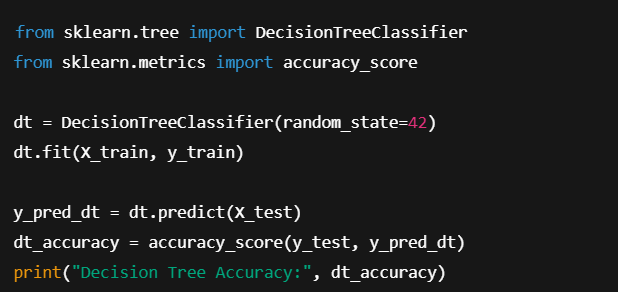 from sklearn.tree import DecisionTreeClassifier
from sklearn.metrics import accuracy_score
dt = DecisionTreeClassifier(random_state=42)
dt.fit(X_train, y_train)
y_pred_dt = dt.predict(X_test)
dt_accuracy = accuracy_score(y_test, y_pred_dt)
print("Decision Tree Accuracy:", dt_accuracy)